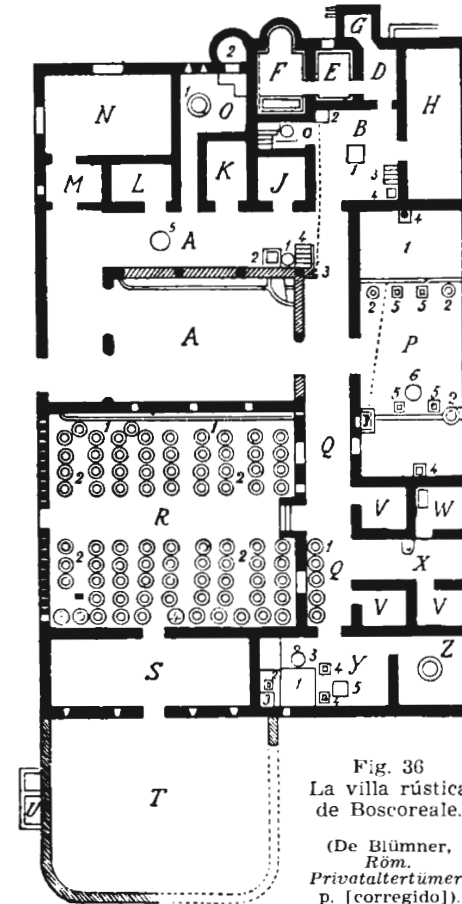 G
2 F E D
N 1 O 2 B H
a 1
M L K J 3
4
5 A 2 1 4 3 4
1
A 2 5 5 2
P
6
5 5 2
3
1 1 Q 4
2 2
R V W
2 2 1 X
Q
V V
S 3 Y Z
2 4
1 5
3 4
T
U
Fig. 36
La villa rústica
de Boscoreale.
(De Blümner,
Röm.
Privataltertümer
p. [corregido]).